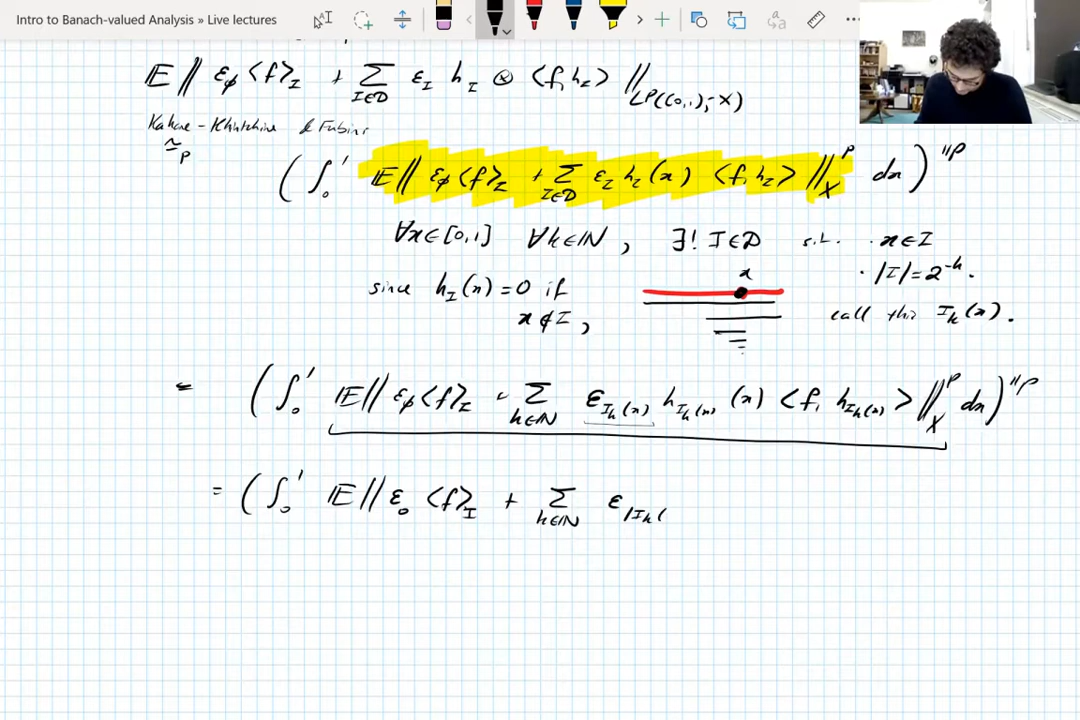 Intro to Banach-valued Analysis » Live lectures
𝔼‖ε_φ <f>_I + Σ_{I∈D} ε_I h_I ⊗ <f, h_I>‖_{L^P([0,1];X)}
Kahane-Khintchine & Fubini
≃_p
(∫_0^1 𝔼‖ε_φ <f>_I + Σ_{I∈D} ε_I h_I(x) <f, h_I>‖_X^p dx)^{1/p}
∀x∈[0,1] ∀k∈ℕ, ∃! I∈D s.t. · x∈I
· |I| = 2^{-k}.
since h_I(x)=0 if
x
x∉I,
call this I_k(x).
= (∫_0^1 𝔼‖ε_φ <f>_I + Σ_{k∈ℕ} ε_{I_k(x)} h_{I_k(x)}(x) <f, h_{I_k(x)}>‖_X^p dx)^{1/p}
= (∫_0^1 𝔼‖ε_0 <f>_I + Σ_{k∈ℕ} ε_{|I_k(